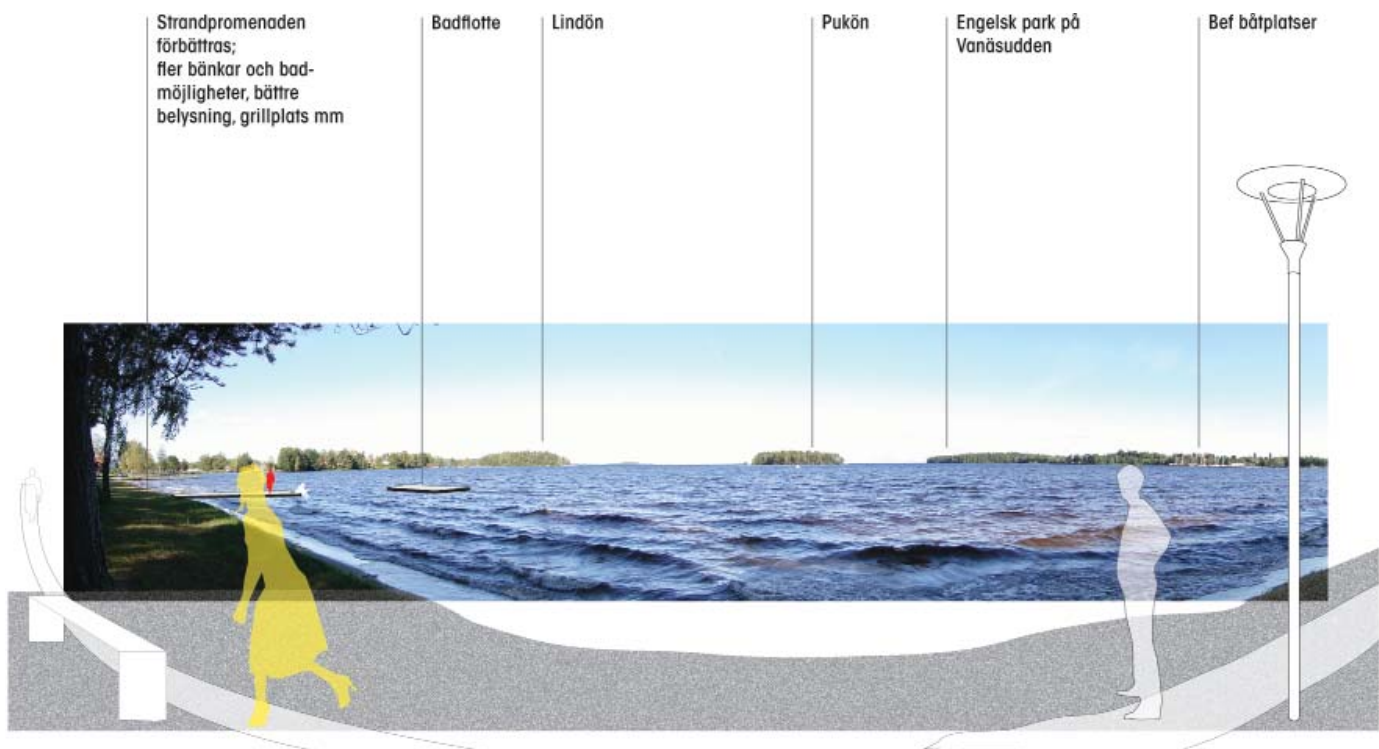 Strandpromenaden
förbättras;
fler bänkar och bad-
möjligheter, bättre
belysning, grillplats mm
Badflotte
Lindön
Pukön
Engelsk park på
Vanäsudden
Bef båtplatser